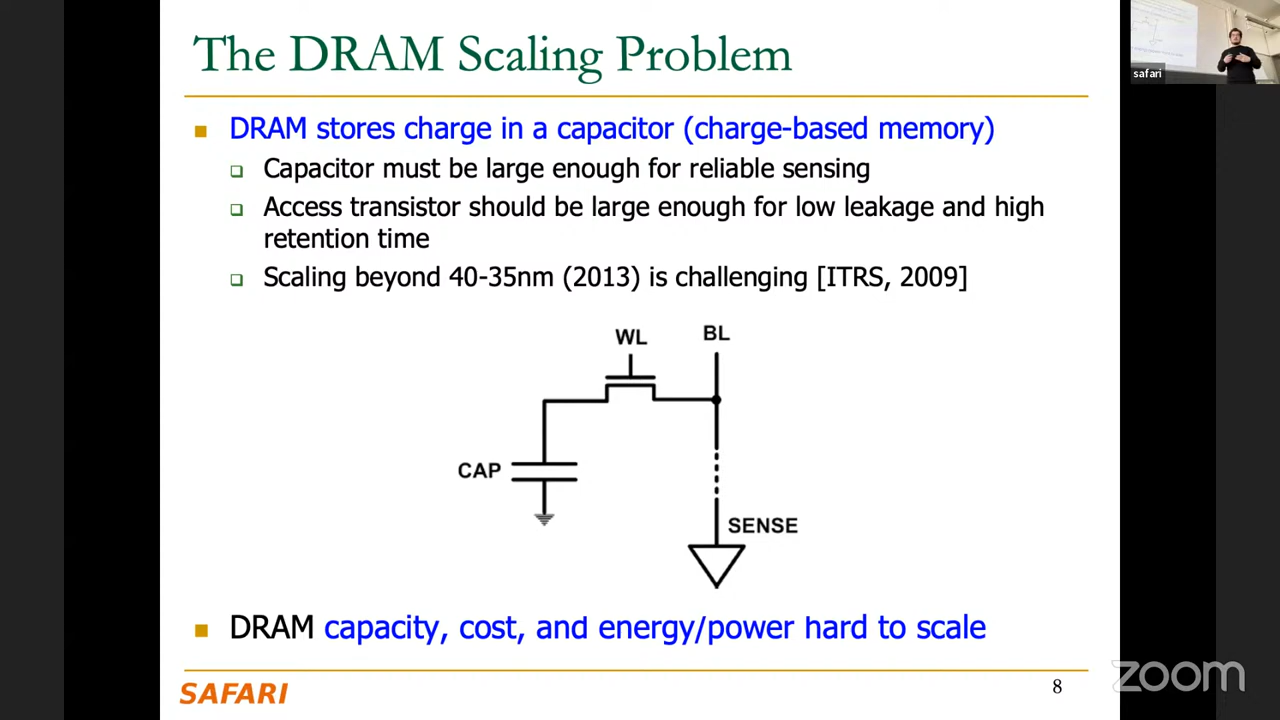 The DRAM Scaling Problem
safari
DRAM stores charge in a capacitor (charge-based memory)
Capacitor must be large enough for reliable sensing
Access transistor should be large enough for low leakage and high
retention time
Scaling beyond 40-35nm (2013) is challenging [ITRS, 2009]
WL
BL
CAP
SENSE
DRAM capacity, cost, and energy/power hard to scale
SAFARI
8
zoom